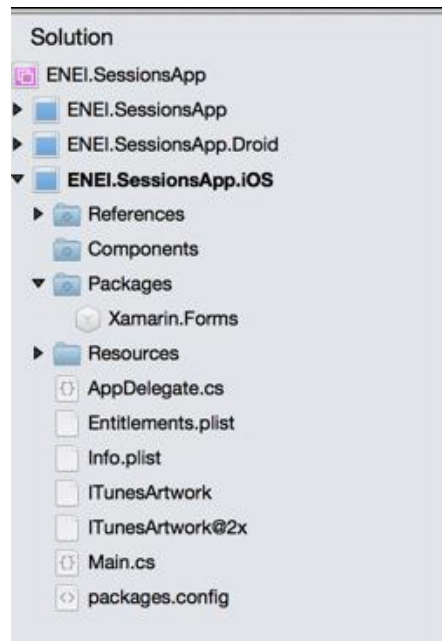 Solution
ENEI.SessionsApp
ENEI.SessionsApp
ENEI.SessionsApp.Droid
ENEI.SessionsApp.iOS
References
Components
Packages
Xamarin.Forms
Resources
AppDelegate.cs
Entitlements.plist
Info.plist
ITunesArtwork
ITunesArtwork@2x
Main.cs
packages.config